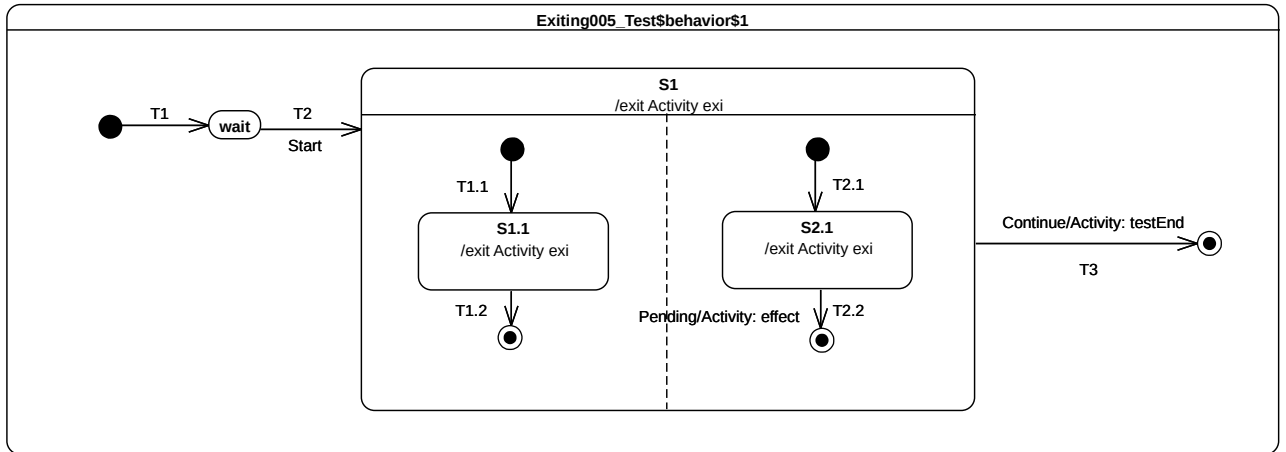 Exiting005_Test$behavior$1
S1
/exit Activity exi
T1
T2
wait
Start
T1.1
T2.1
S1.1
/exit Activity exi
S2.1
/exit Activity exi
Continue/Activity: testEnd
T3
T1.2
Pending/Activity: effect
T2.2